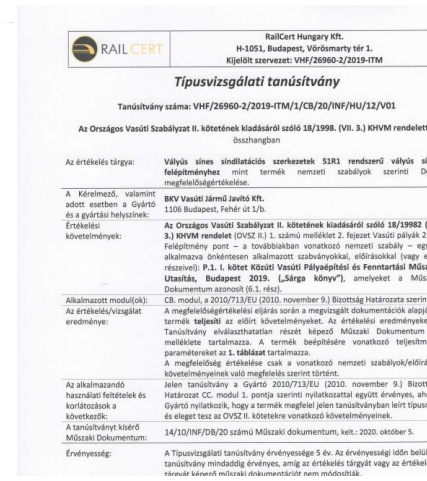 RAILCERT
RailCert Hungary Kft.
H-1051, Budapest, Vörösmarty tér 1.
Kijelölt szervezet: VHF/26960-2/2019-ITM
Típusvizsgálati tanúsítvány
Tanúsítvány száma: VHF/26960-2/2019-ITM/1/CB/20/INF/HU/12/V01
Az Országos Vasúti Szabályzat II. kötetének kiadásáról szóló 18/1998. (VII. 3.) KHVM rendelett
összhangban
Az értékelés tárgya:
Vályús sínes síndilatációs szerkezetek 51R1 rendszerű vályús sí
felépítményhez mint termék nemzeti szabályok szerinti
megfelelőségértékelése.
A Kérelmező, valamint
adott esetben a Gyártó
és a gyártási helyszínek:
BKV Vasúti Jármű Javító Kft.
1106 Budapest, Fehér út 1/b.
Értékelési
követelmények:
Az Országos Vasúti Szabályzat II. kötetének kiadásáról szóló 18/19982 (
3.) KHVM rendelet (OVSZ II.) 1. számú melléklet 2. fejezet Vasúti pályák 2
Felépítmény pont – a továbbiakban vonatkozó nemzeti szabály – egy
alkalmazva önkéntesen alkalmazott szabványokkal, előírásokkal (vagy e
részeivel): P.1. I. kötet Közúti Vasúti Pályaépítési és Fenntartási Műsz
Utasítás, Budapest 2019. („Sárga könyv”), amelyeket a Műs
Dokumentum azonosít (6.1. rész).
Alkalmazott modul(ok):
CB. modul, a 2010/713/EU (2010. november 9.) Bizottság Határozata szerin
Az értékelés/vizsgálat
eredménye:
A megfelelőségértékelési eljárás során a megvizsgált dokumentációk alapjá
termék teljesíti az előírt követelményeket. Az értékelési eredményeke
Tanúsítvány elválaszthatatlan részét képező Műszaki Dokumentum
melléklete tartalmazza. A termék beépítésére vonatkozó teljesítm
paramétereket az 1. táblázat tartalmazza.
A megfelelőség értékelése csak a vonatkozó nemzeti szabályok/előírá
követelményeinek való megfelelés szerint történt.
Az alkalmazandó
használati feltételek és
korlátozások a
következők:
Jelen tanúsítvány a Gyártó 2010/713/EU (2010. november 9.) Bizott
Határozat CC. modul 1. pontja szerinti nyilatkozattal együtt érvényes, ah
Gyártó nyilatkozik, hogy a termék megfelel jelen tanúsítványban leírt típusn
és eleget tesz az OVSZ II. kötetekre vonatkozó követelményeinek.
A tanúsítványt kísérő
Műszaki Dokumentum:
14/10/INF/DB/20 számú Műszaki dokumentum, kelt.: 2020. október 5.
Érvényesség:
A Típusvizsgálati tanúsítvány érvényessége 5 év. Az érvényességi időn belül
tanúsítvány mindaddig érvényes, amíg az értékelés tárgyát vagy az értékelé
tárgyát képező műszaki dokumentációt nem módosítják.